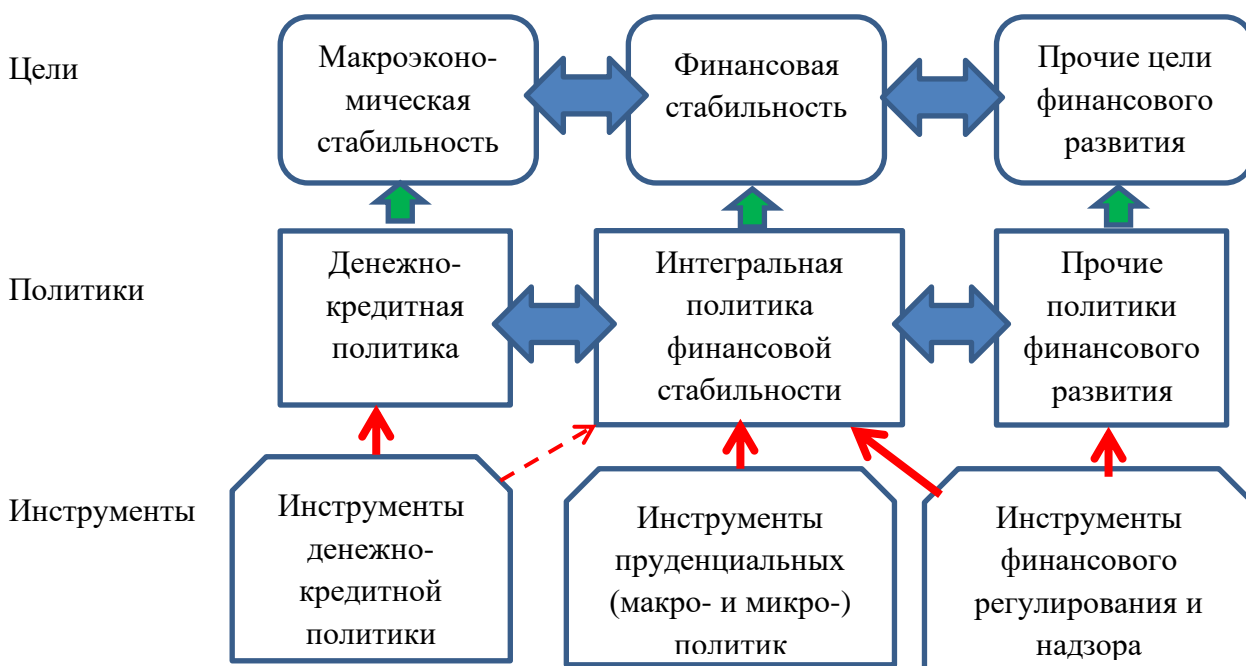 Цели
Макроэконо-
мическая
стабильность
Финансовая
стабильность
Прочие цели
финансового
развития
Политики
Денежно-
кредитная
политика
Интегральная
политика
финансовой
стабильности
Прочие
политики
финансового
развития
Инструменты
Инструменты
денежно-
кредитной
политики
Инструменты
пруденциальных
(макро- и микро-)
политик
Инструменты
финансового
регулирования и
надзора